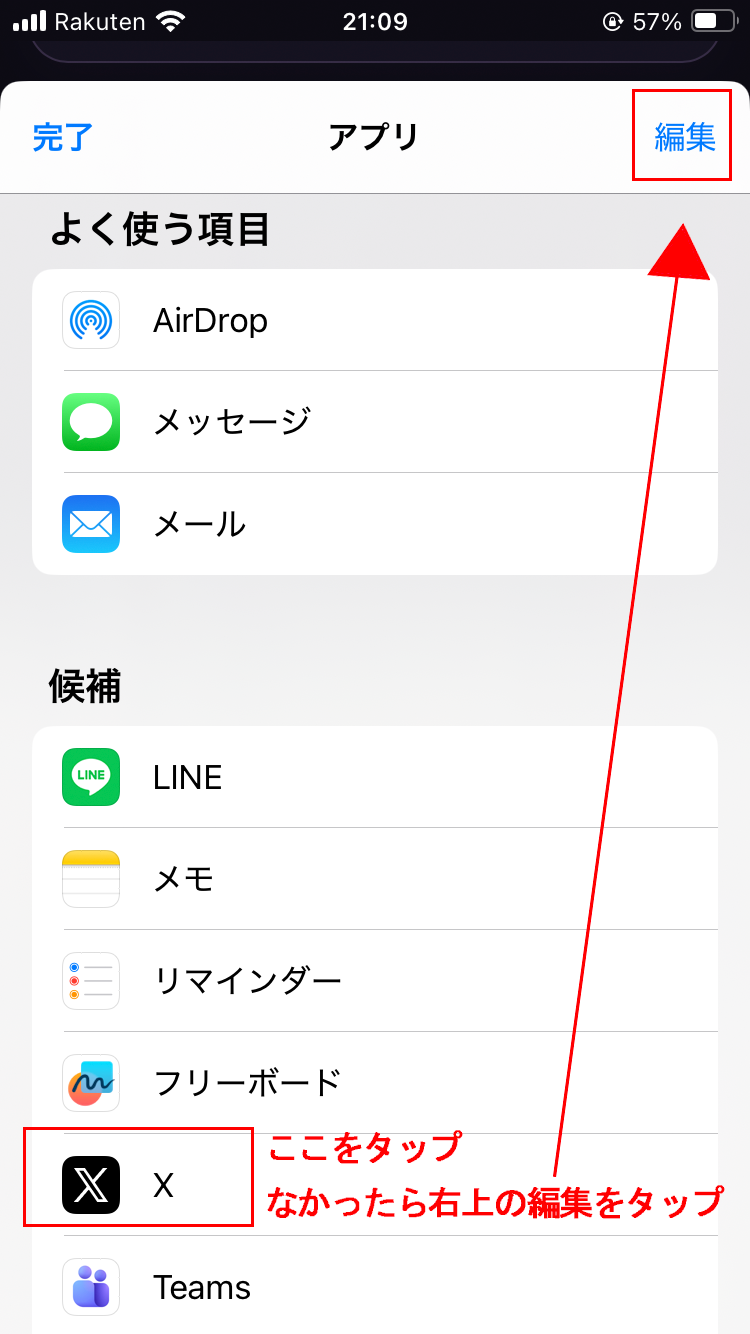 Rakuten 21:09 57%
完了 アプリ 編集
よく使う項目
AirDrop
メッセージ
メール
候補
LINE LINE
メモ
リマインダー
フリーボード
ここをタップ
X
なかったら右上の編集をタップ
Teams